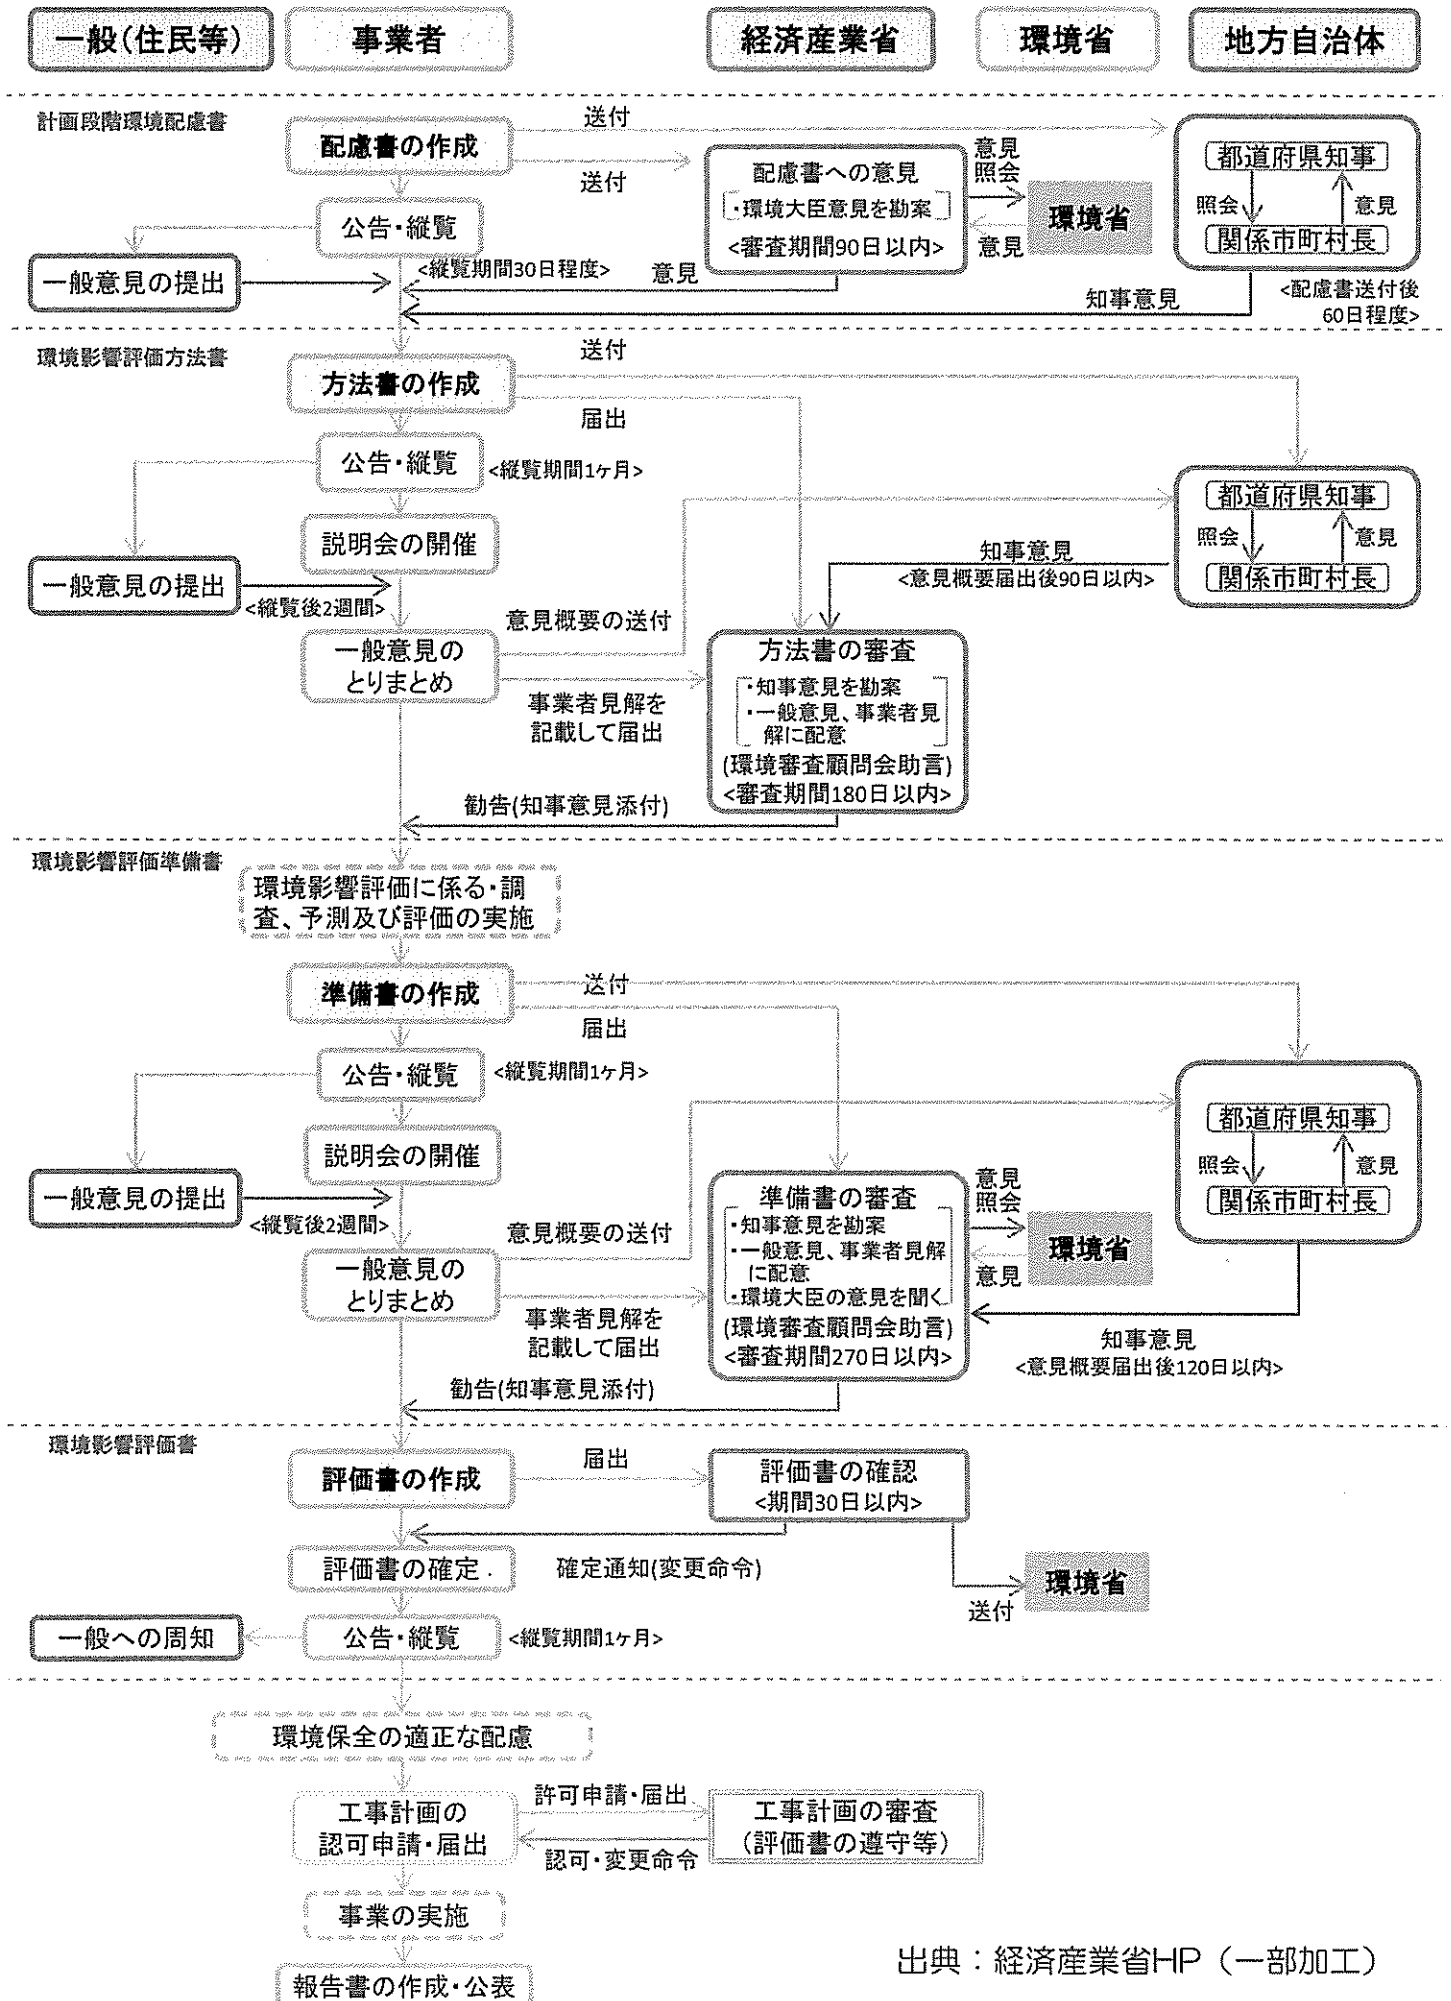 一般(住民等)
事業者
経済産業省
環境省
地方自治体
計画段階環境配慮書
配慮書の作成
送付
送付
公告・縦覧
<縦覧期間30日程度>
一般意見の提出
配慮書への意見
・環境大臣意見を勘案
<審査期間90日以内>
意見
照会
意見
環境省
意見
都道府県知事
照会
意見
関係市町村長
知事意見
<配慮書送付後
60日程度>
環境影響評価方法書
方法書の作成
送付
届出
公告・縦覧
<縦覧期間1ヶ月>
説明会の開催
一般意見の提出
<縦覧後2週間>
一般意見の
とりまとめ
意見概要の送付
事業者見解を
記載して届出
都道府県知事
照会
意見
関係市町村長
知事意見
<意見概要届出後90日以内>
方法書の審査
・知事意見を勘案
・一般意見、事業者見
解に配意
(環境審査顧問会助言)
<審査期間180日以内>
勧告(知事意見添付)
環境影響評価準備書
環境影響評価に係る・調
査、予測及び評価の実施
準備書の作成
送付
届出
公告・縦覧
<縦覧期間1ヶ月>
説明会の開催
一般意見の提出
<縦覧後2週間>
一般意見の
とりまとめ
意見概要の送付
事業者見解を
記載して届出
準備書の審査
・知事意見を勘案
・一般意見、事業者見解
に配意
・環境大臣の意見を聞く
(環境審査顧問会助言)
<審査期間270日以内>
意見
照会
意見
環境省
都道府県知事
照会
意見
関係市町村長
知事意見
<意見概要届出後120日以内>
勧告(知事意見添付)
環境影響評価書
評価書の作成
届出
評価書の確認
<期間30日以内>
評価書の確定
確定通知(変更命令)
環境省
送付
一般への周知
公告・縦覧
<縦覧期間1ヶ月>
環境保全の適正な配慮
工事計画の
認可申請・届出
許可申請・届出
認可・変更命令
工事計画の審査
(評価書の遵守等)
事業の実施
報告書の作成・公表
出典：経済産業省HP（一部加工）